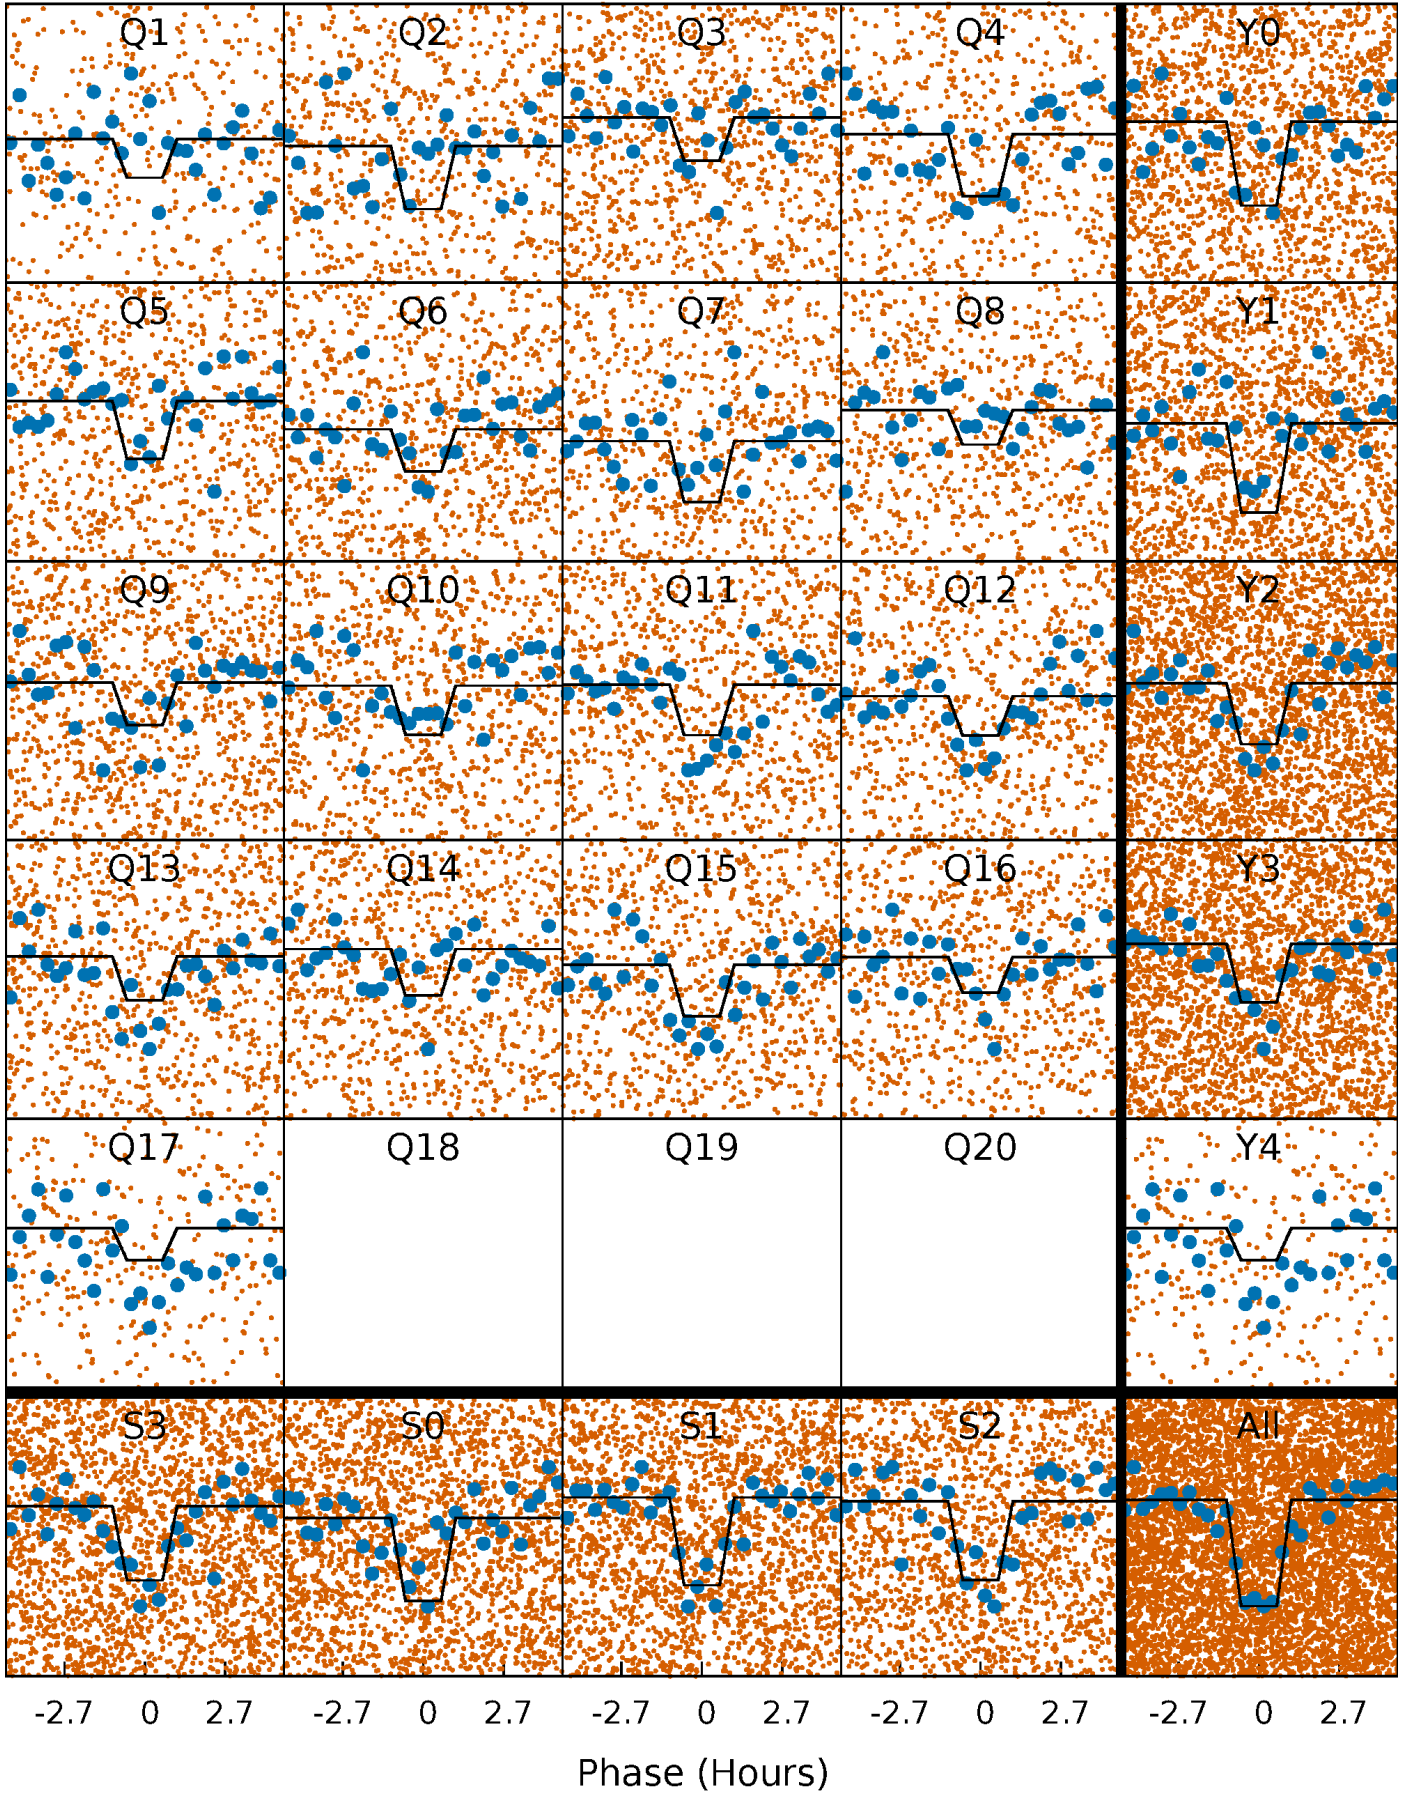 Q1 Q2 Q3 Q4 Y0
Q5 Q6 Q7 Q8 Y1
Q9 Q10 Q11 Q12 Y2
Q13 Q14 Q15 Q16 Y3
Q17 Q18 Q19 Q20 Y4
S3 S0 S1 S2 All
-2.7 0 2.7 -2.7 0 2.7 -2.7 0 2.7 -2.7 0 2.7 -2.7 0 2.7
Phase (Hours)